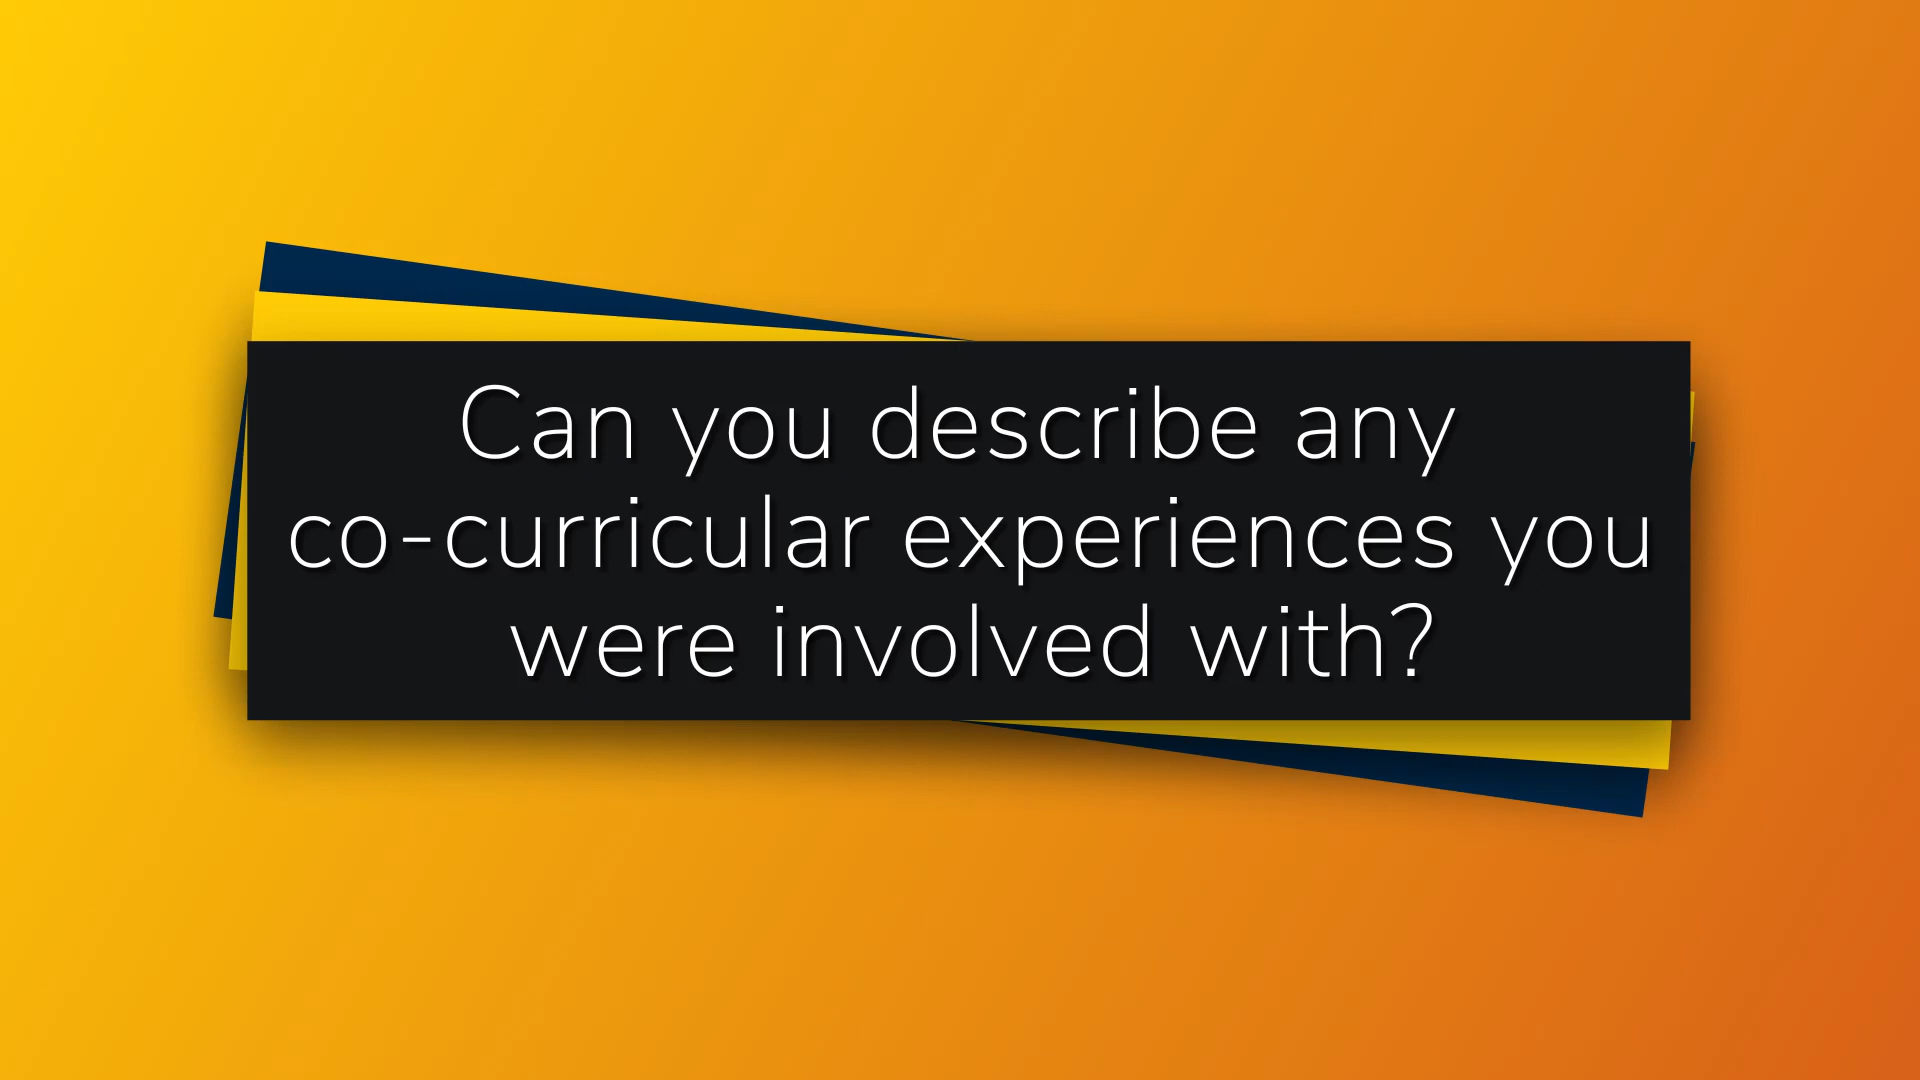 Can you describe any
co-curricular experiences you
were involved with?